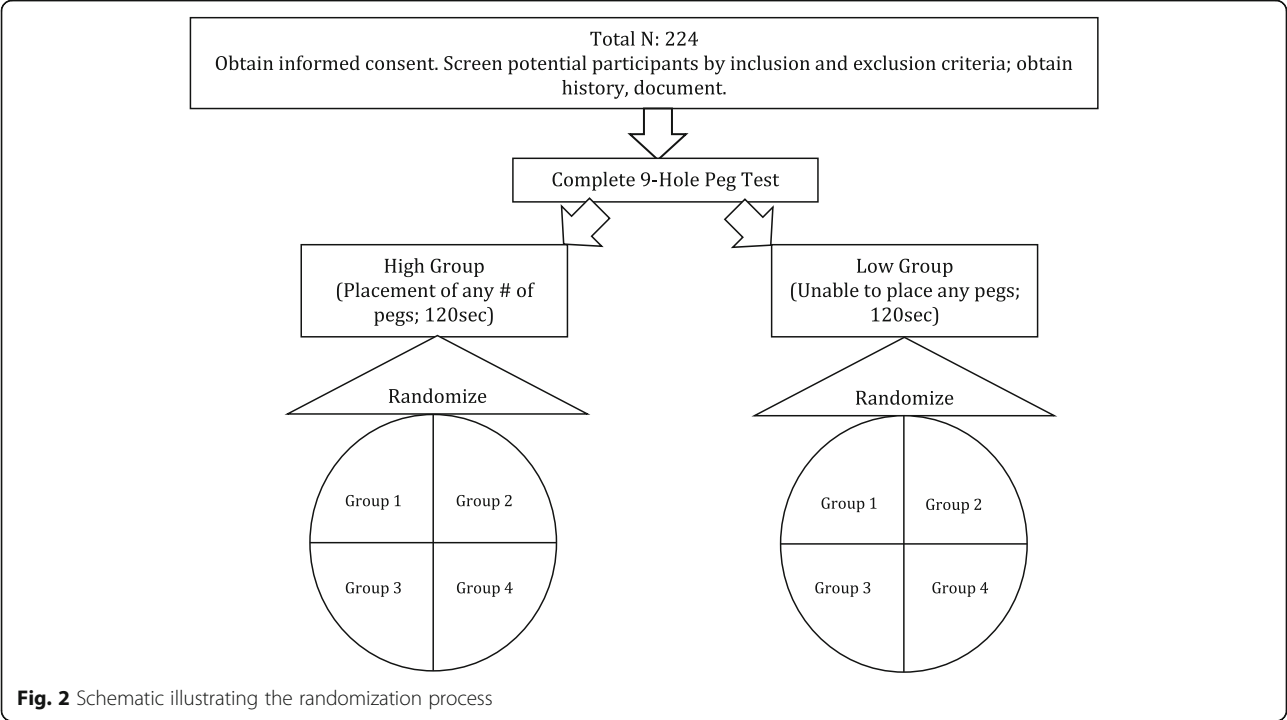 Total N: 224
Obtain informed consent. Screen potential participants by inclusion and exclusion criteria; obtain
history, document.
Complete 9-Hole Peg Test
High Group
(Placement of any # of
pegs; 120sec)
Low Group
(Unable to place any pegs;
120sec)
Randomize
Randomize
Group 1
Group 2
Group 3
Group 4
Group 1
Group 2
Group 3
Group 4
Fig. 2 Schematic illustrating the randomization process